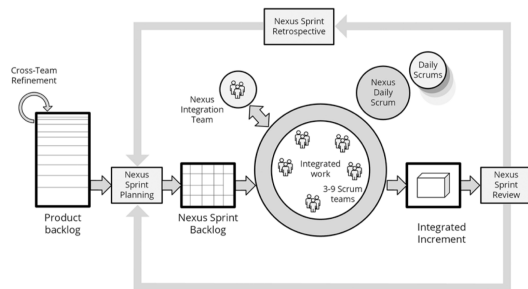 Nexus Sprint
Retrospective
Cross-Team
Refinement
Nexus
Integration
Team
Nexus
Daily
Scrum
Daily
Scrums
Integrated
work
3-9 Scrum
teams
Nexus
Sprint
Planning
Nexus
Sprint
Review
Product
backlog
Nexus Sprint
Backlog
Integrated
Increment